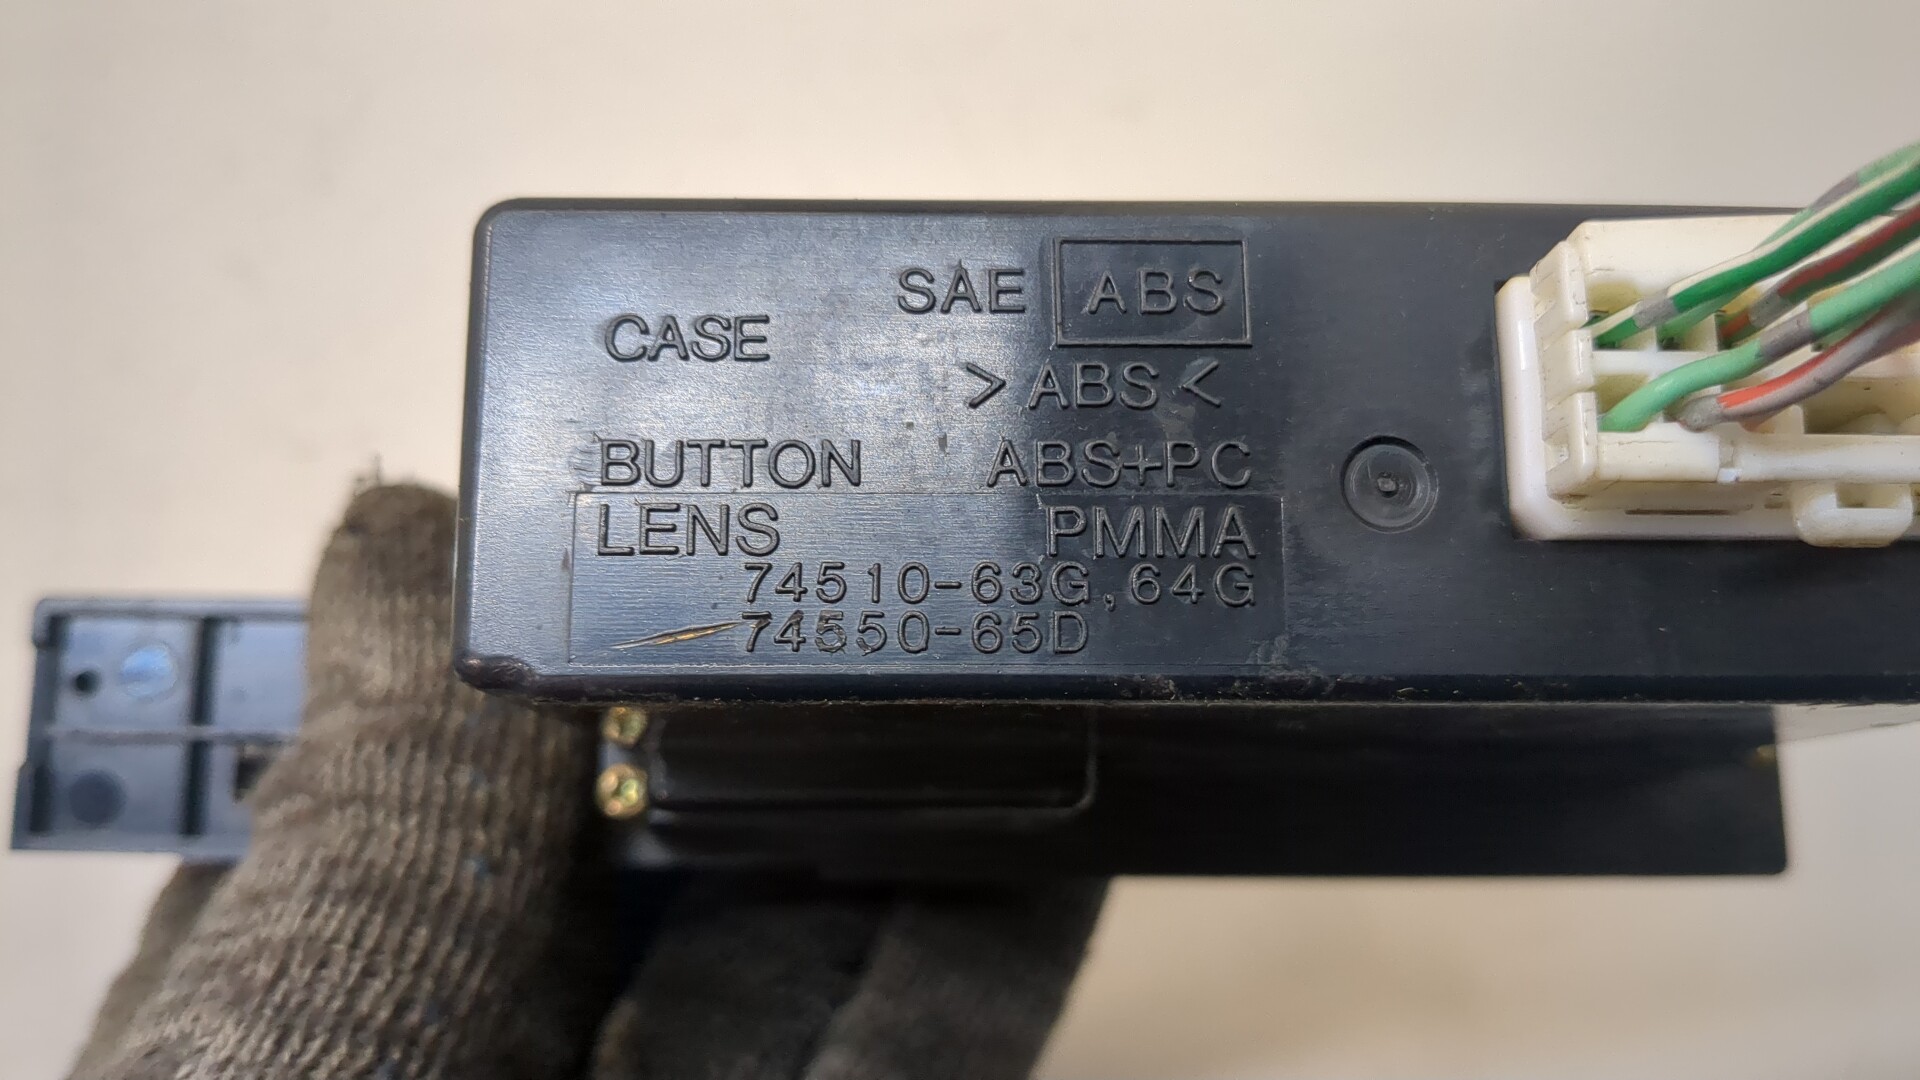 SAE ABS
CASE
>ABS<
BUTTON ABS+PC
LENS PMMA
74510-63G,64G
74550-65D